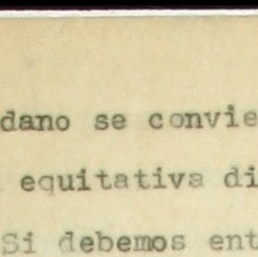 dano se convie
equitativa di
Si debemos ent